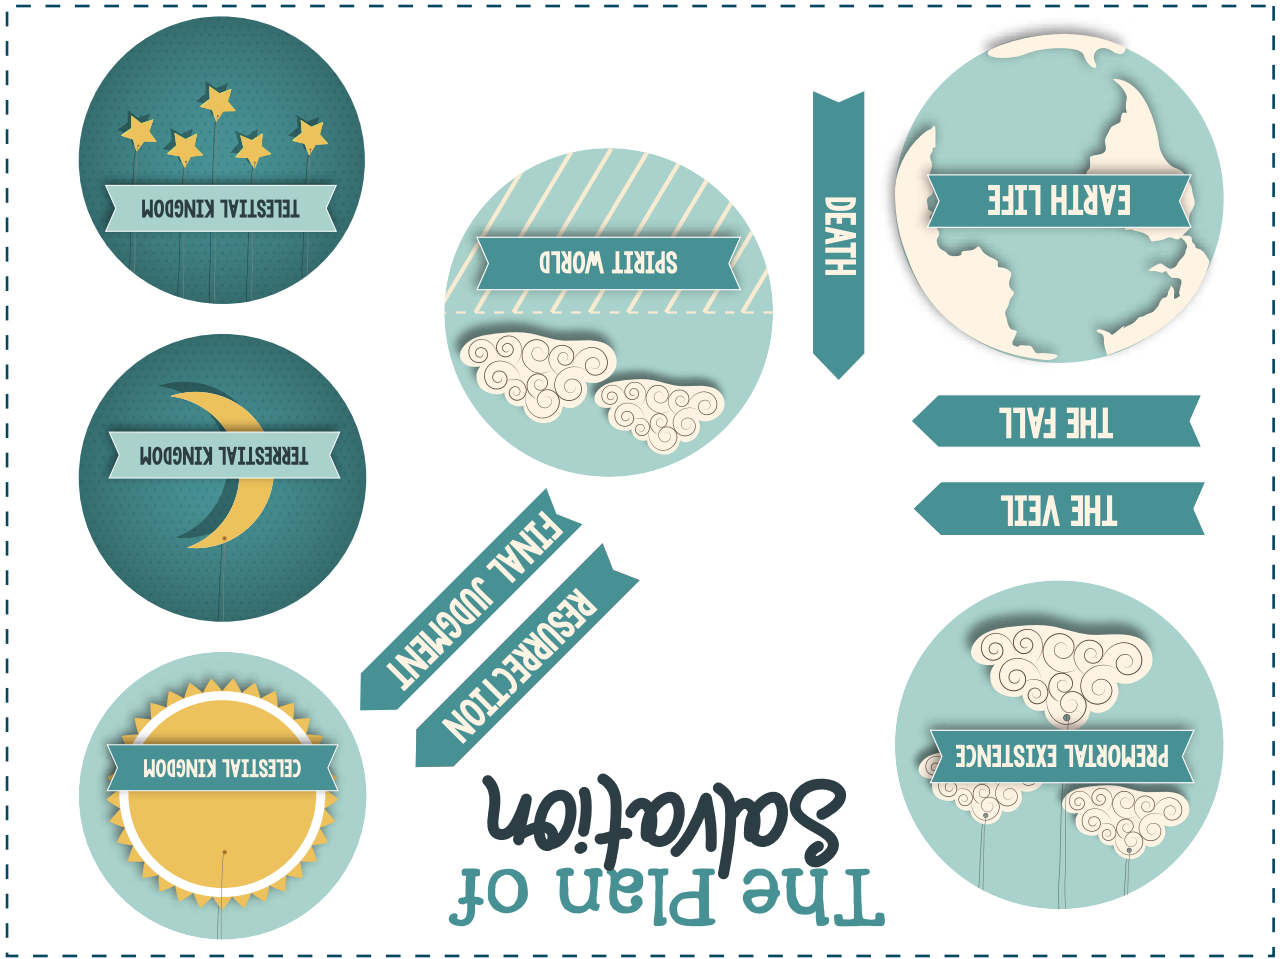 The Plan of
Salvation
PREMORTAL EXISTENCE
THE VEIL
THE FALL
EARTH LIFE
DEATH
SPIRIT WORLD
RESURRECTION
FINAL JUDGMENT
CELESTIAL KINGDOM
TERRESTIAL KINGDOM
TELESTIAL KINGDOM